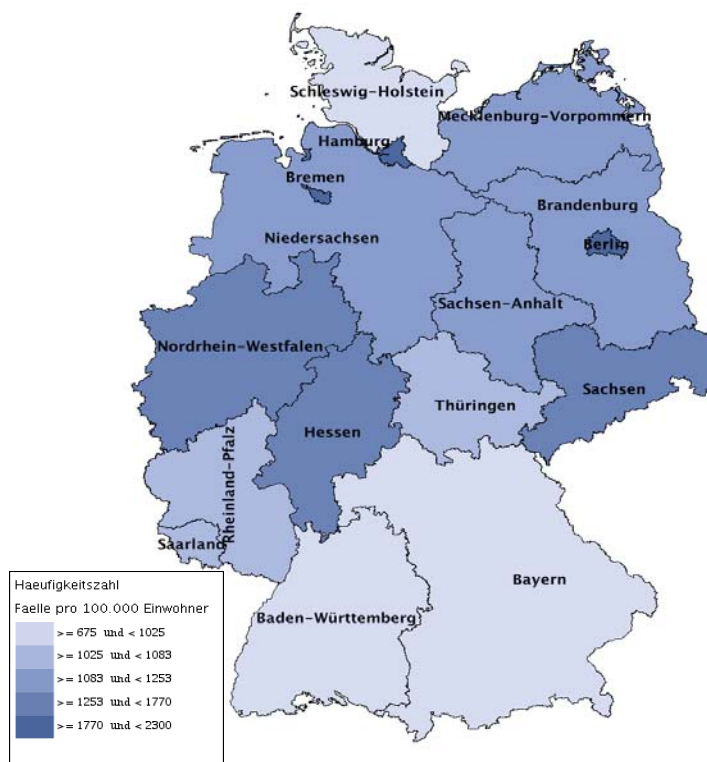 Schleswig-Holstein
Mecklenburg-Vorpommern
Hamburg
Bremen
Brandenburg
Niedersachsen
Berlin
Sachsen-Anhalt
Nordrhein-Westfalen
Sachsen
Thüringen
Hessen
Rheinland-Pfalz
Saarland
Bayern
Baden-Württemberg
Haeufigkeitszahl
Faelle pro 100.000 Einwohner
>= 675 und < 1025
>= 1025 und < 1083
>= 1083 und < 1253
>= 1253 und < 1770
>= 1770 und < 2300